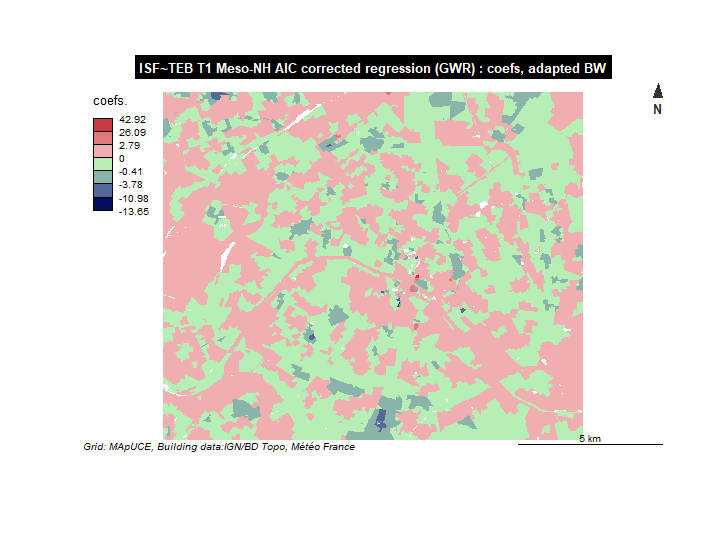 ISF~TEB T1 Meso-NH AIC corrected regression (GWR) : coefs, adapted BW
N
coefs.
42.92
26.09
2.79
0
-0.41
-3.78
-10.98
-13.65
5 km
Grid: MApUCE, Building data:IGN/BD Topo, Météo France